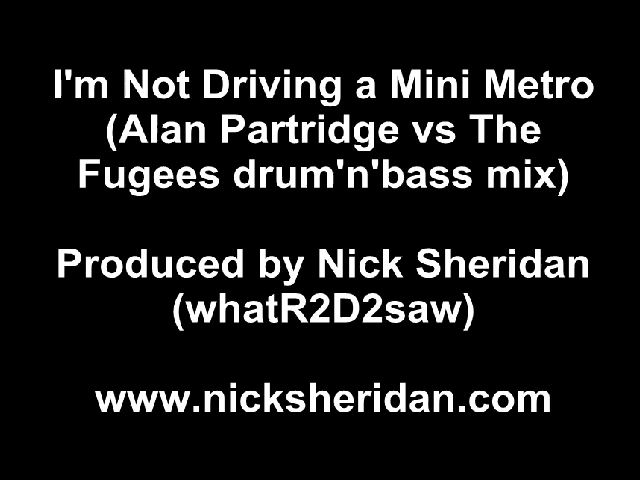 I'm Not Driving a Mini Metro
(Alan Partridge vs The
Fugees drum'n'bass mix)
Produced by Nick Sheridan
(whatR2D2saw)
www.nicksheridan.com